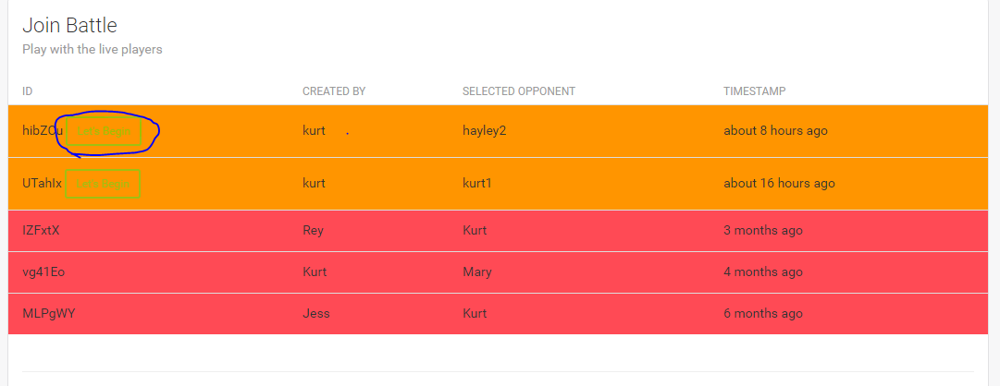 Join Battle
Play with the live players
ID CREATED BY SELECTED OPPONENT TIMESTAMP
hibZOu Let's Begin kurt hayley2 about 8 hours ago
UTahIx Let's Begin kurt kurt1 about 16 hours ago
IZFxtX Rey Kurt 3 months ago
vg41Eo Kurt Mary 4 months ago
MLPgWY Jess Kurt 6 months ago